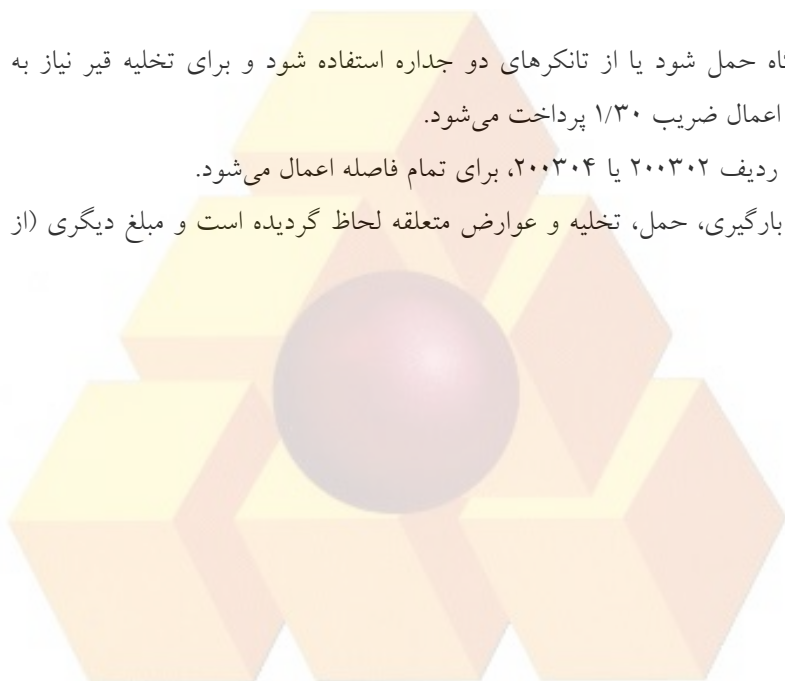 حمل شود یا از تانکرهای دو جداره استفاده شود و برای تخلیه قیر نیاز به
اعمال ضریب ۱/۳۰ پرداخت می‌شود.
ردیف ۲۰۰۳۰۲ یا ۲۰۰۳۰۴، برای تمام فاصله اعمال می‌شود.
بارگیری، حمل، تخلیه و عوارض متعلقه لحاظ گردیده است و مبلغ دیگری (از